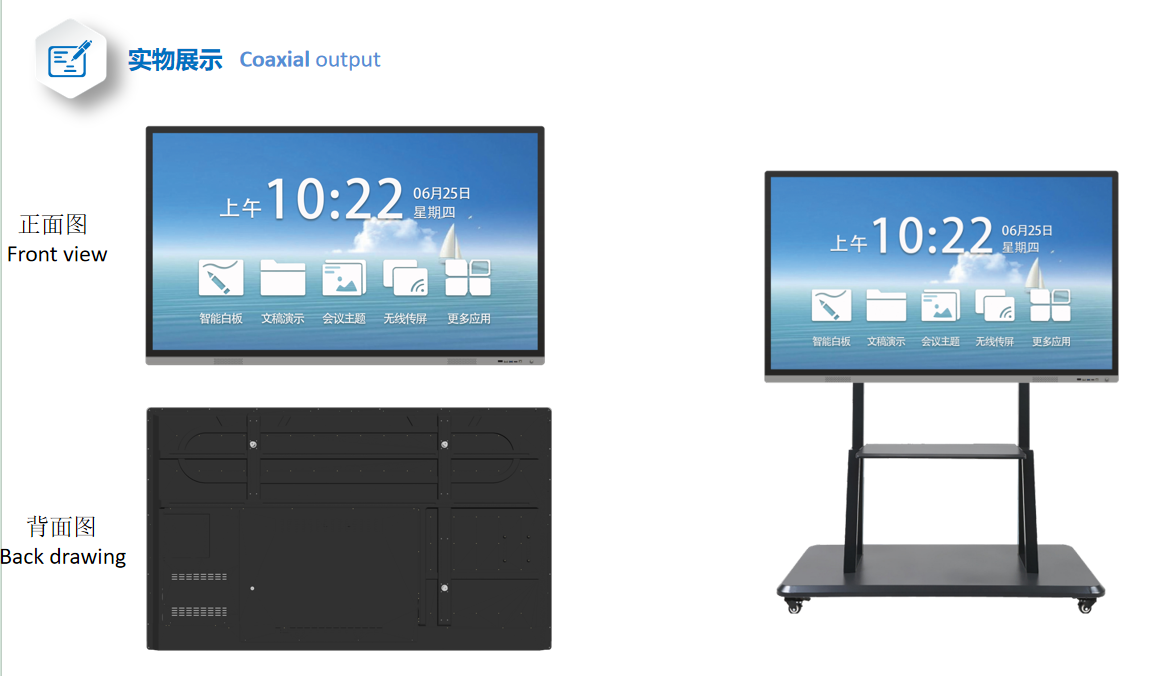 实物展示 Coaxial output
正面图
Front view
上午 10:22 06月25日
星期四
智能白板 文稿演示 会议主题 无线传屏 更多应用
上午 10:22 06月25日
星期四
智能白板 文稿演示 会议主题 无线传屏 更多应用
背面图
Back drawing